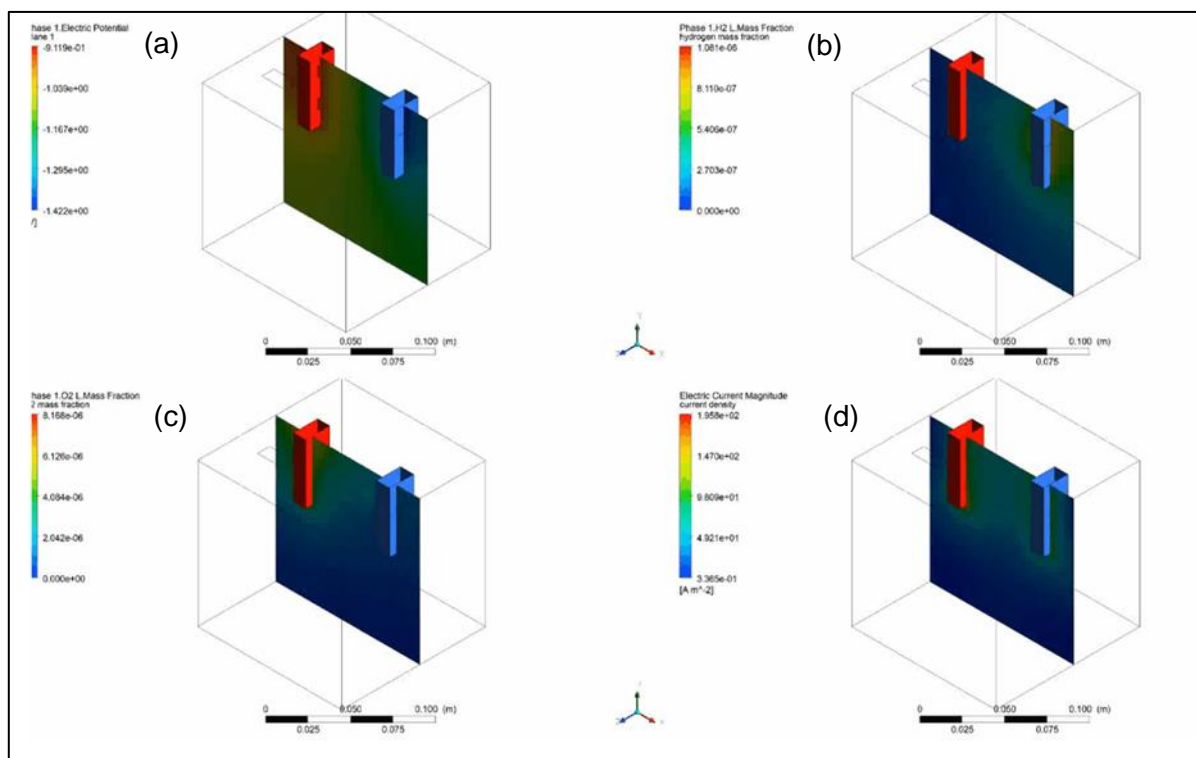 hase 1.Electric Potential
lane 1
-9.119e-01
-1.039e+00
-1.167e+00
-1.295e+00
-1.422e+00
(a)
0 0.050 0.100 (m)
0.025 0.075
Phase 1.H2 L.Mass Fraction
hydrogen mass fraction
1.081e-06
8.110e-07
5.406e-07
2.703e-07
0.000e+00
(b)
0 0.050 0.100 (m)
0.025 0.075
Y
X
hase 1.O2 L.Mass Fraction
2 mass fraction
8.168e-06
6.126e-06
4.084e-06
2.042e-06
0.000e+00
(c)
0 0.050 0.100 (m)
0.025 0.075
Electric Current Magnitude
current density
1.958e+02
1.470e+02
9.809e+01
4.921e+01
3.365e-01
[A m^-2]
(d)
0 0.050 0.100 (m)
0.025 0.075